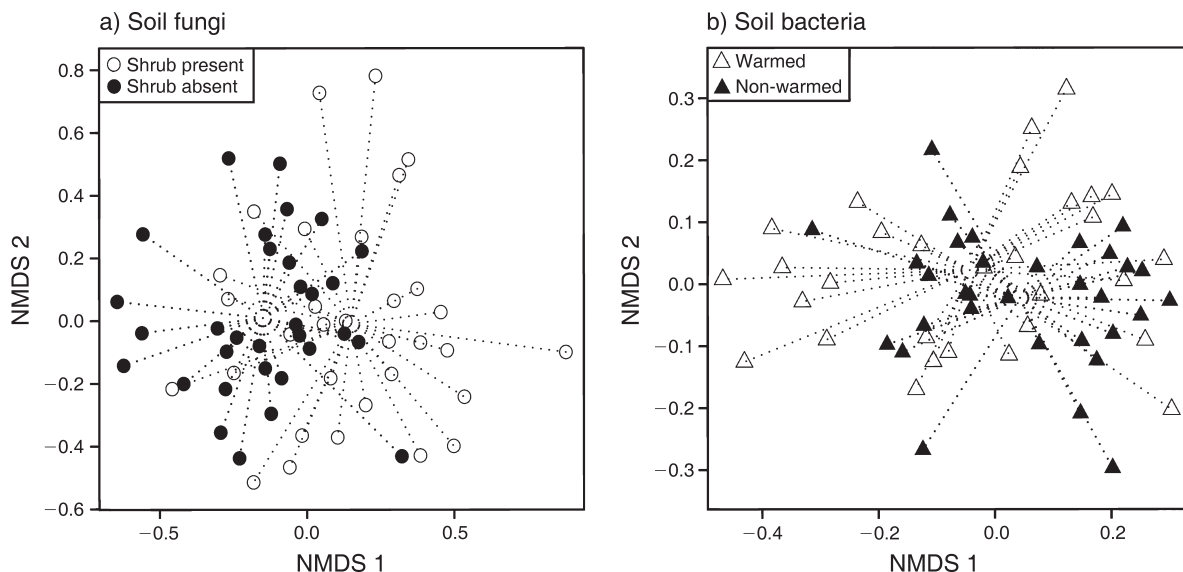 a) Soil fungi
Shrub present
Shrub absent
0.8
0.6
0.4
0.2
0.0
−0.2
−0.4
−0.6
NMDS 2
−0.5 0.0 0.5
NMDS 1
b) Soil bacteria
Warmed
Non-warmed
0.3
0.2
0.1
0.0
−0.1
−0.2
−0.3
NMDS 2
−0.4 −0.2 0.0 0.2
NMDS 1